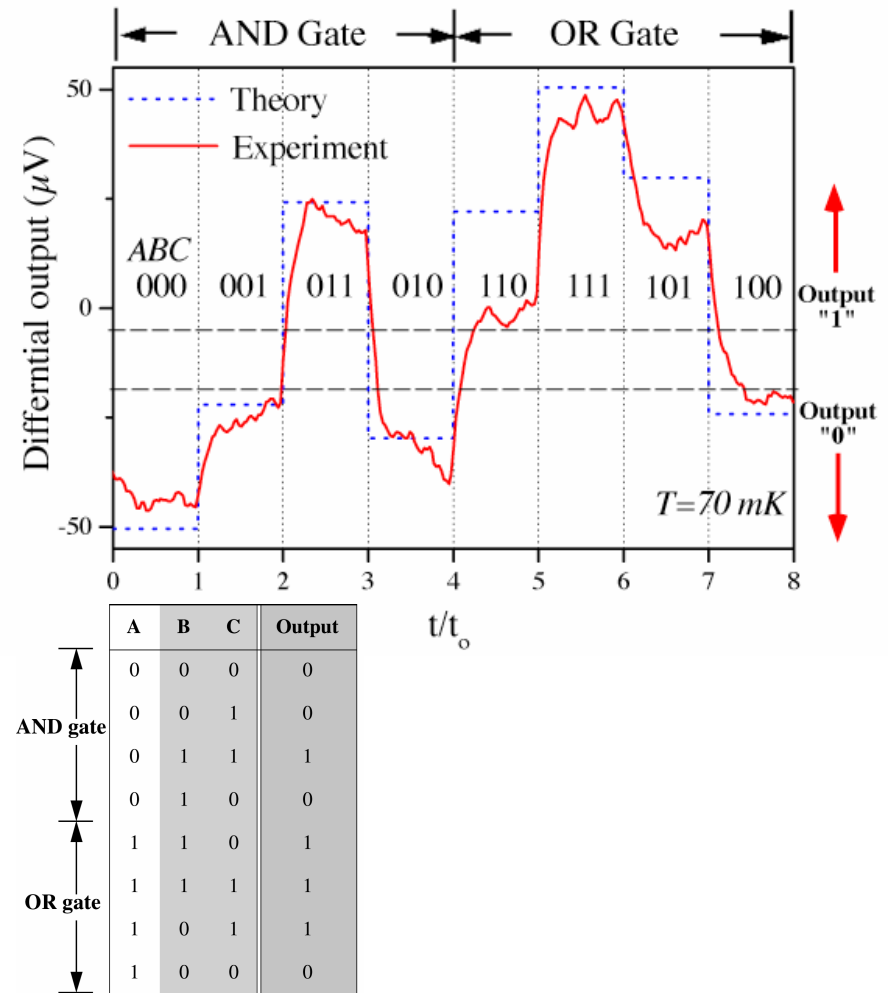 AND Gate OR Gate
Theory
Experiment
Differntial output (μV)
50
0
-50
ABC
000 001 011 010 110 111 101 100
Output
"1"
Output
"0"
T=70 mK
0 1 2 3 4 5 6 7 8
t/to
A B C Output
0 0 0 0
0 0 1 0
AND gate
0 1 1 1
0 1 0 0
1 1 0 1
1 1 1 1
OR gate
1 0 1 1
1 0 0 0